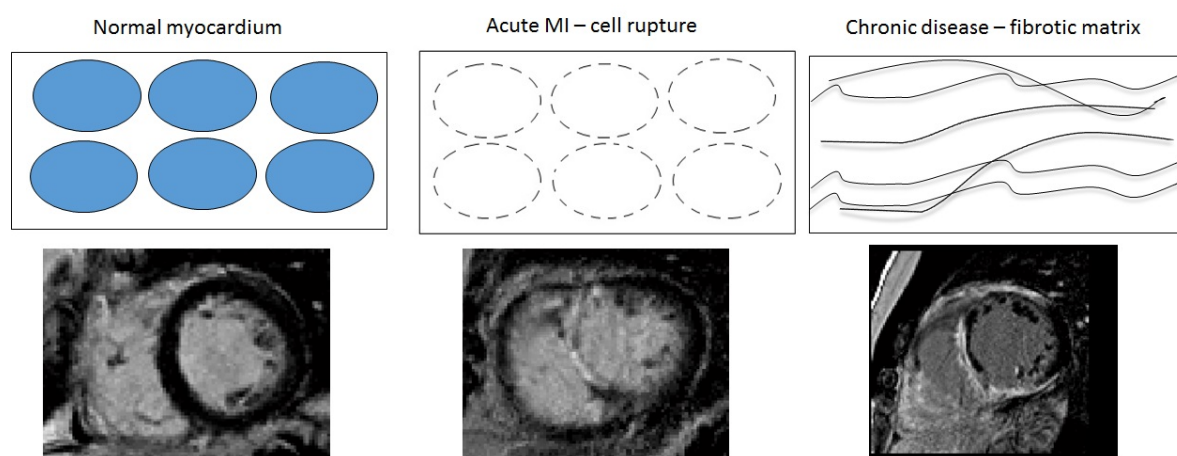 Normal myocardium
Acute MI – cell rupture
Chronic disease – fibrotic matrix